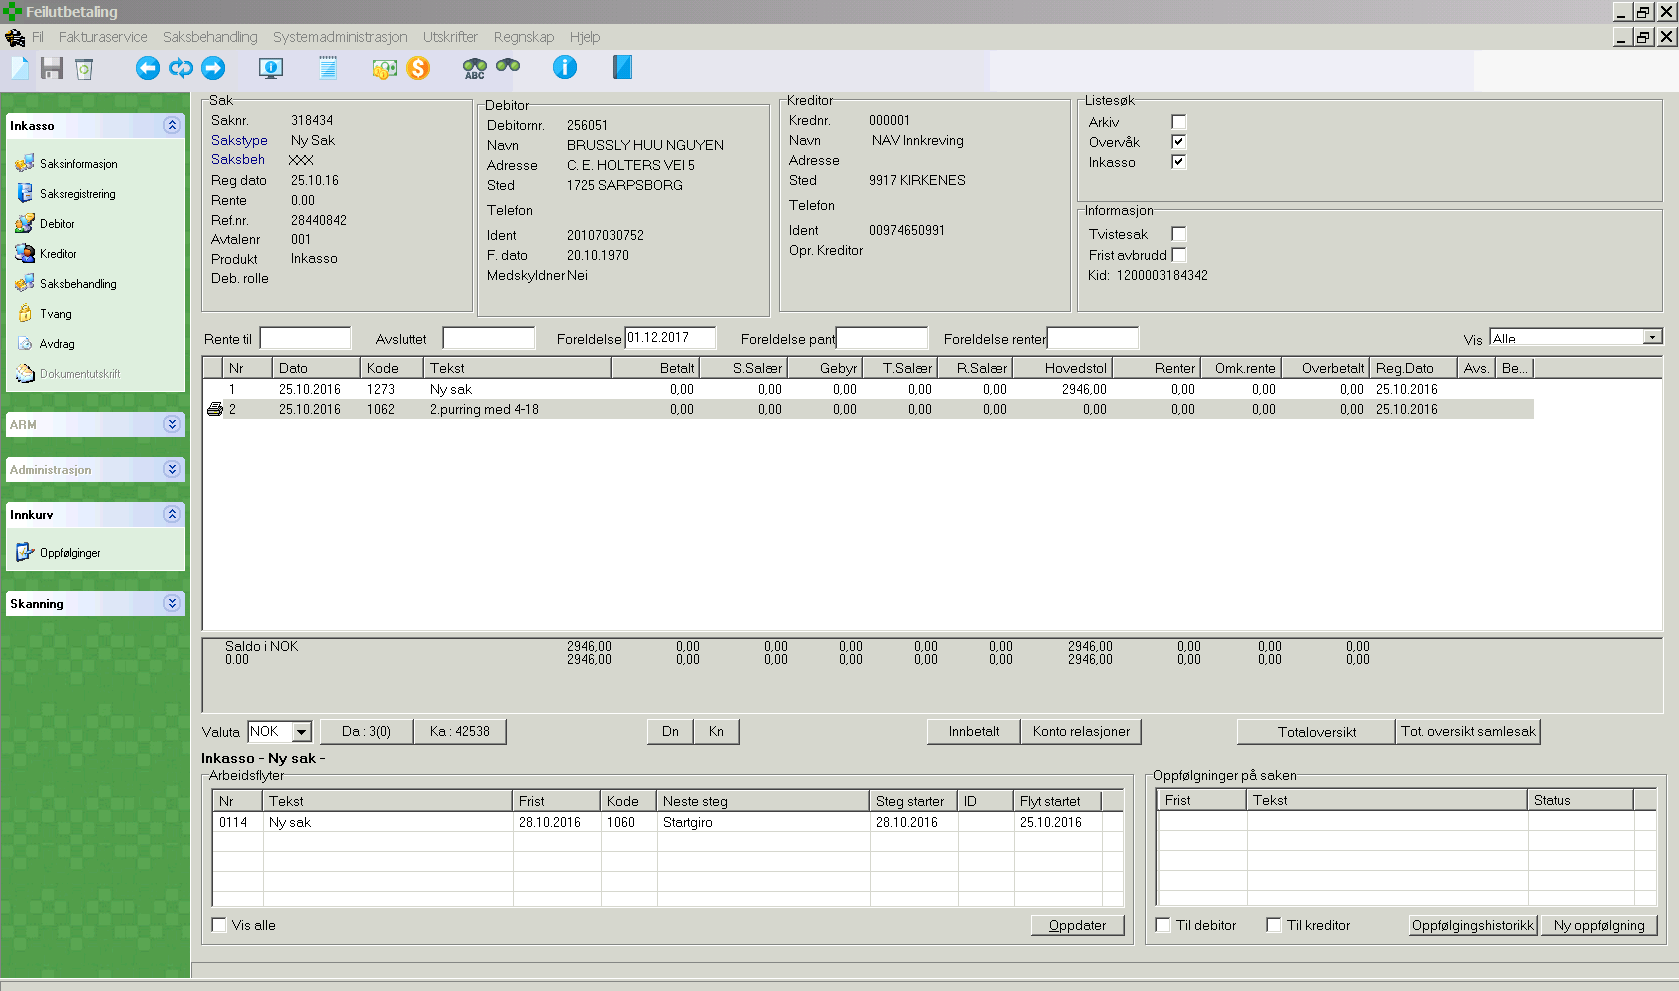 Feilutbetaling
Fil Fakturaservice Saksbehandling Systemadministrasjon Utskrifter Regnskap Hjelp
ABC
Inkasso
Saksinformasjon
Saksregistrering
Debitor
Kreditor
Saksbehandling
Tvang
Avdrag
Dokumentutskrift
ARM
Administrasjon
Innkurv
Oppfølginger
Skanning
Sak
Saknr. 318434
Sakstype Ny Sak
Saksbeh XXX
Reg dato 25.10.16
Rente 0.00
Ref.nr. 28440842
Avtalenr 001
Produkt Inkasso
Deb. rolle
Debitor
Debitornr. 256051
Navn BRUSSLY HUU NGUYEN
Adresse C. E. HOLTERS VEI 5
Sted 1725 SARPSBORG
Telefon
Ident 20107030752
F. dato 20.10.1970
Medskyldner Nei
Kreditor
Krednr. 000001
Navn NAV Innkreving
Adresse
Sted 9917 KIRKENES
Telefon
Ident 00974650991
Opr. Kreditor
Listesøk
Arkiv
Overvåk
Inkasso
Informasjon
Tvistesak
Frist avbrudd
Kid: 1200003184342
Rente til Avsluttet Foreldelse 01.12.2017 Foreldelse pant Foreldelse renter Vis Alle
Nr Dato Kode Tekst Betalt S.Salær Gebyr T.Salær R.Salær Hovedstol Renter Omk.rente Overbetalt Reg.Dato Avs. Be...
1 25.10.2016 1273 Ny sak 0,00 0,00 0,00 0,00 0,00 2946,00 0,00 0,00 0,00 25.10.2016
2 25.10.2016 1062 2.purring med 4-18 0,00 0,00 0,00 0,00 0,00 0,00 0,00 0,00 0,00 25.10.2016
Saldo i NOK 2946,00 0,00 0,00 0,00 0,00 0,00 2946,00 0,00 0,00 0,00
0.00 2946,00 0,00 0,00 0,00 0,00 0,00 2946,00 0,00 0,00 0,00
Valuta NOK Da : 3(0) Ka : 42538 Dn Kn Innbetalt Konto relasjoner Totaloversikt Tot. oversikt samlesak
Inkasso - Ny sak -
Arbeidsflyter
Nr Tekst Frist Kode Neste steg Steg starter ID Flyt startet
0114 Ny sak 28.10.2016 1060 Startgiro 28.10.2016 25.10.2016
Vis alle Oppdater
Oppfølgninger på saken
Frist Tekst Status
Til debitor Til kreditor Oppfølgingshistorikk Ny oppfølgning